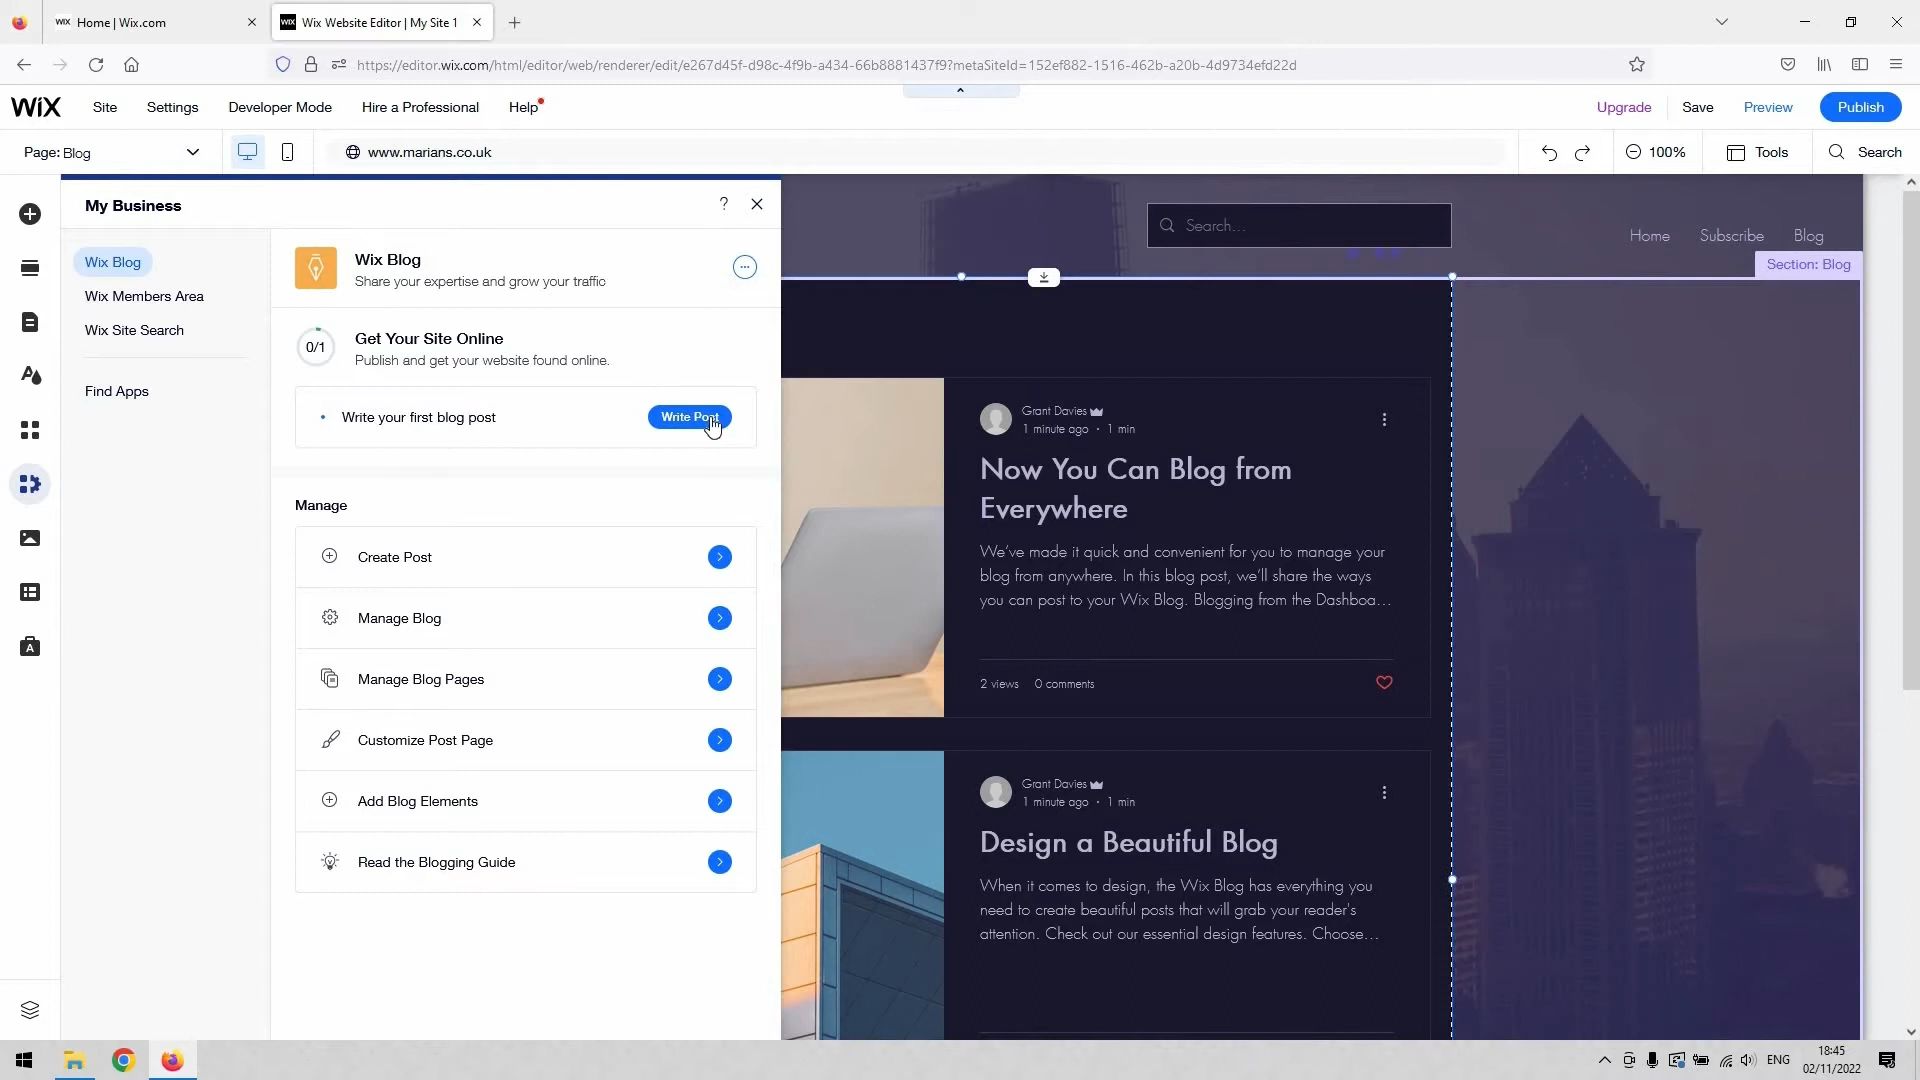 WIX Home | Wix.com
WIX Wix Website Editor | My Site 1
https://editor.wix.com/html/editor/web/renderer/edit/e267d45f-d98c-4f9b-a434-66b8881437f9?metaSiteId=152ef882-1516-462b-a20b-4d9734efd22d
WIX Site Settings Developer Mode Hire a Professional Help Upgrade Save Preview Publish
Page: Blog www.marians.co.uk 100% Tools Search
My Business ?
Wix Blog
Wix Members Area
Wix Site Search
Find Apps
Wix Blog
Share your expertise and grow your traffic
0/1
Get Your Site Online
Publish and get your website found online.
Write your first blog post Write Post
Manage
Create Post
Manage Blog
Manage Blog Pages
Customize Post Page
Add Blog Elements
Read the Blogging Guide
Search...
Home Subscribe Blog
Section: Blog
Grant Davies
1 minute ago · 1 min
Now You Can Blog from
Everywhere
We've made it quick and convenient for you to manage your
blog from anywhere. In this blog post, we'll share the ways
you can post to your Wix Blog. Blogging from the Dashboa...
2 views 0 comments
Grant Davies
1 minute ago · 1 min
Design a Beautiful Blog
When it comes to design, the Wix Blog has everything you
need to create beautiful posts that will grab your reader's
attention. Check out our essential design features. Choose...
A
ENG
18:45
02/11/2022